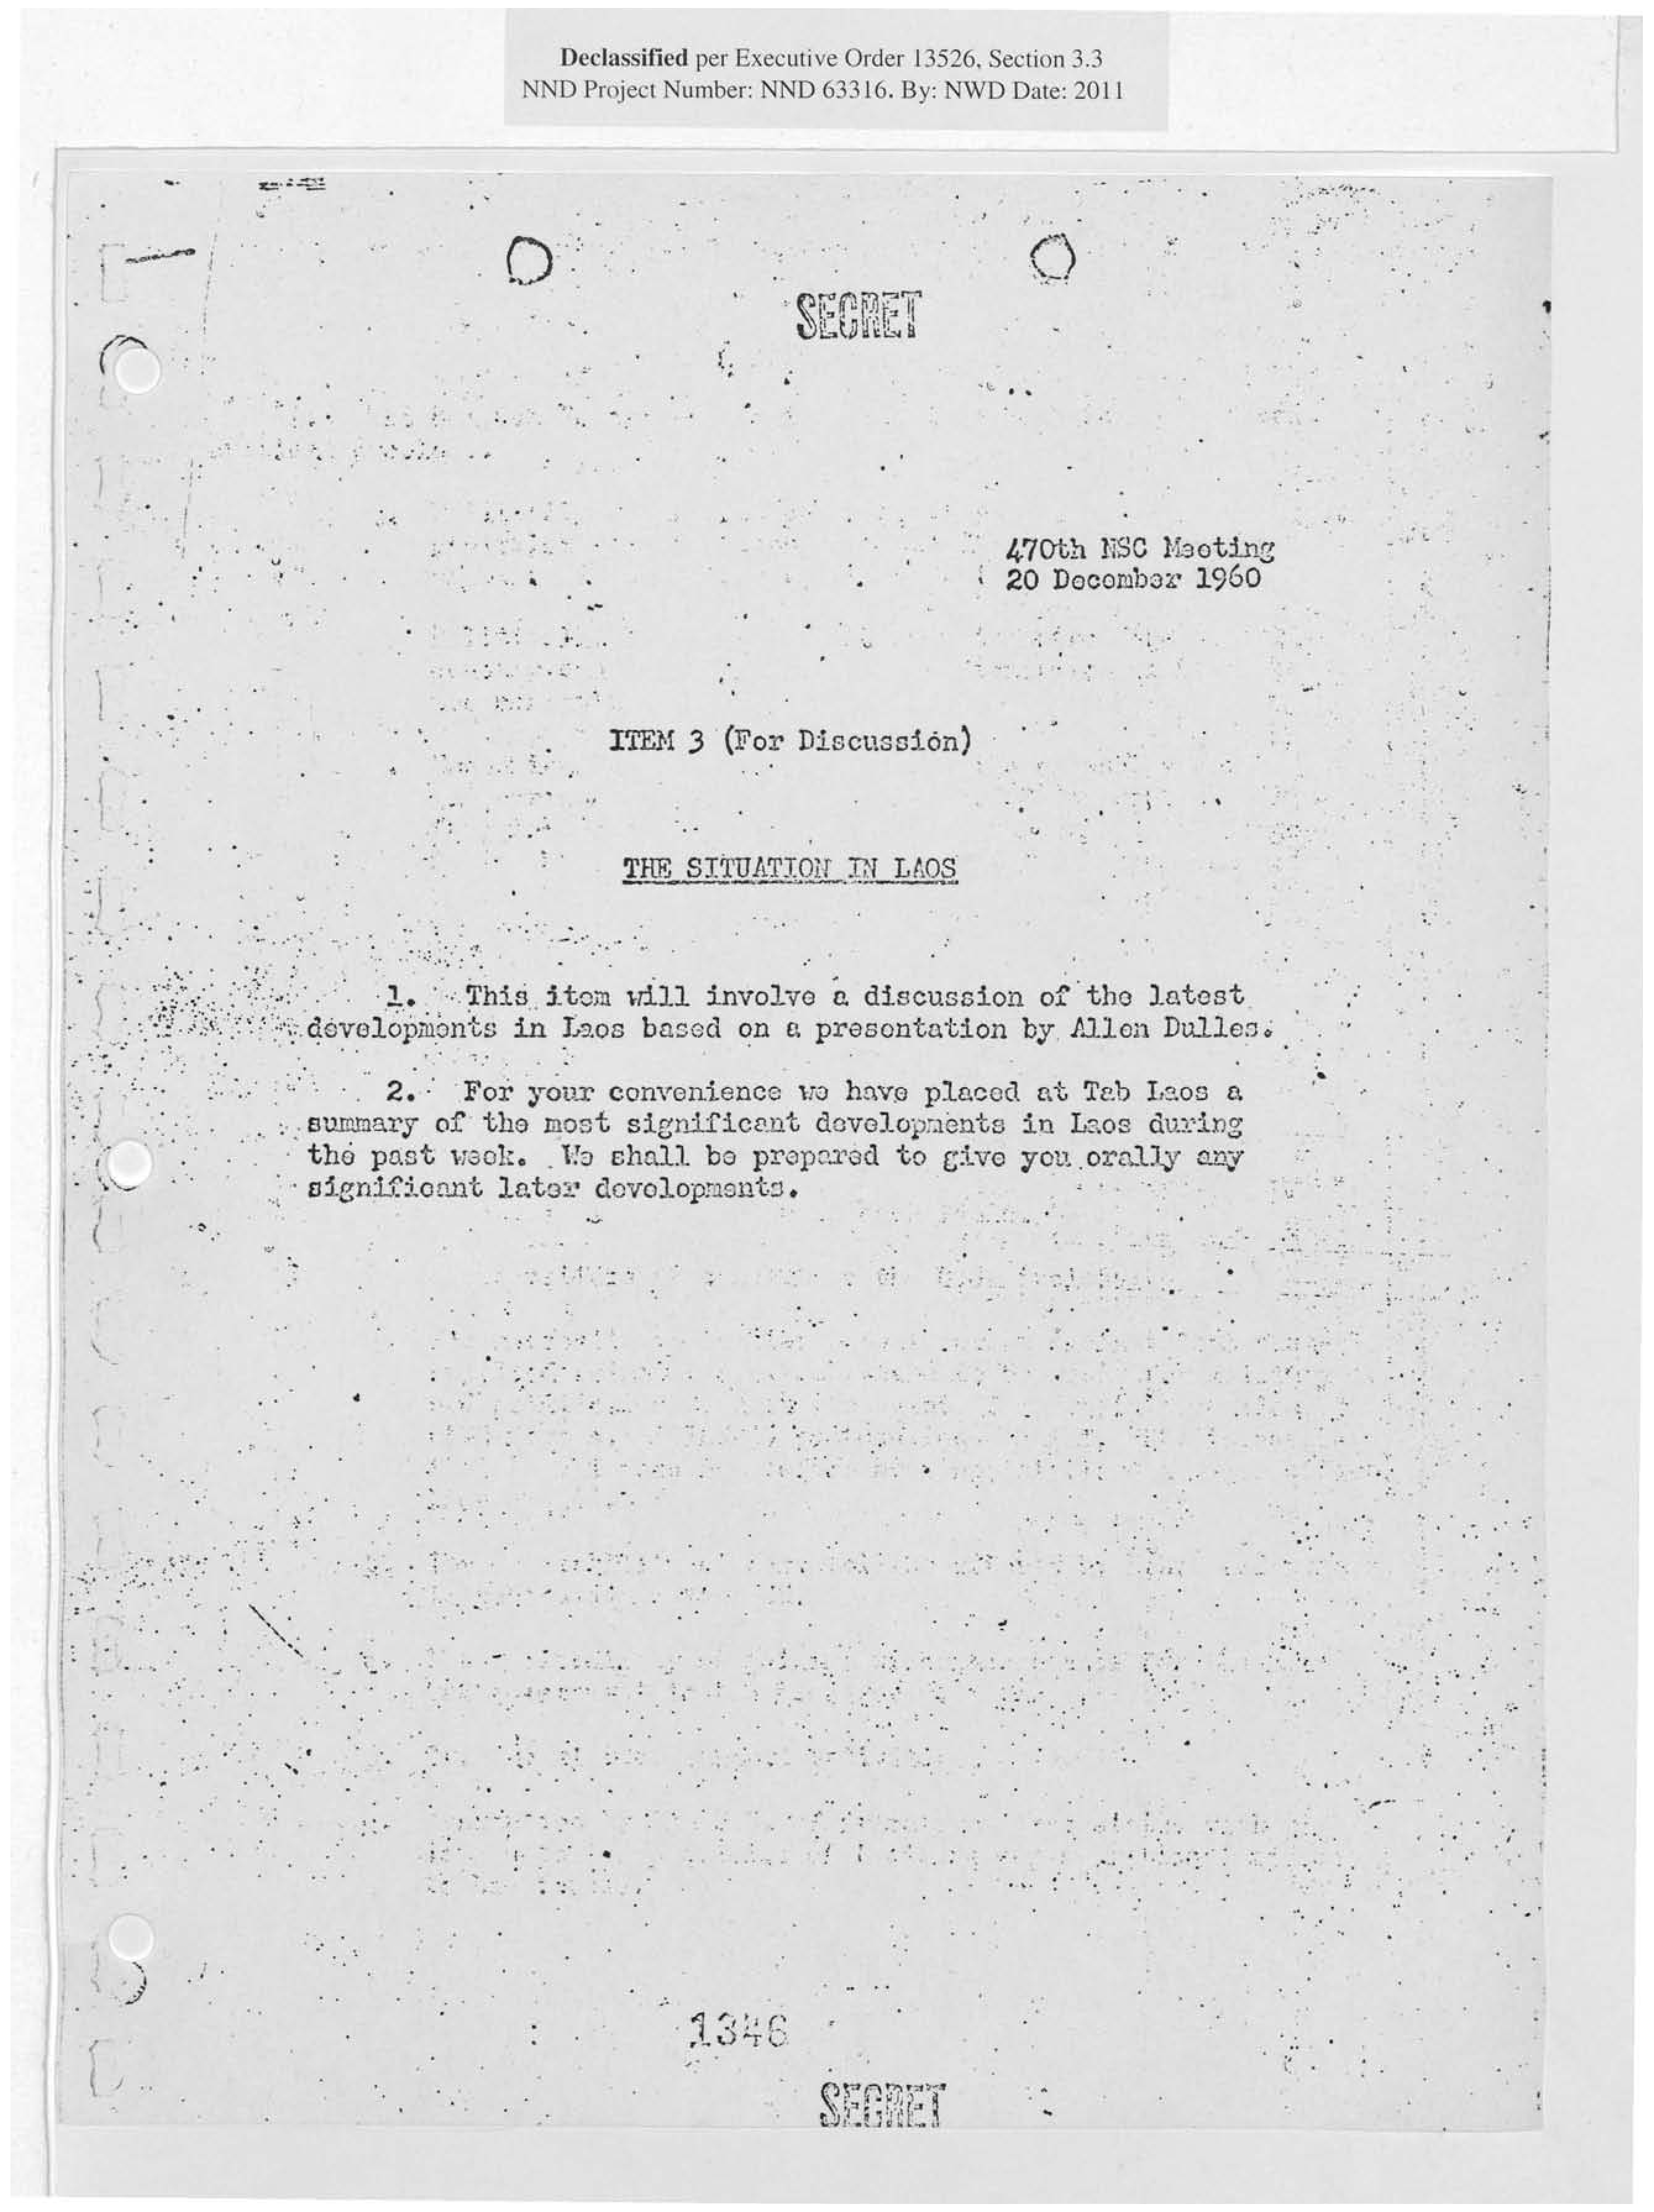 Declassified per Executive Order 13526, Section 3.3
NND Project Number: NND 63316. By: NWD Date: 2011
SECRET
470th NSC Meeting
20 December 1960
ITEM 3 (For Discussion)
THE SITUATION IN LAOS
1. This item will involve a discussion of the latest
developments in Laos based on a presentation by Allen Dulles.
2. For your convenience we have placed at Tab Laos a
summary of the most significant developments in Laos during
the past week. We shall be prepared to give you orally any
significant later developments.
1346
SECRET